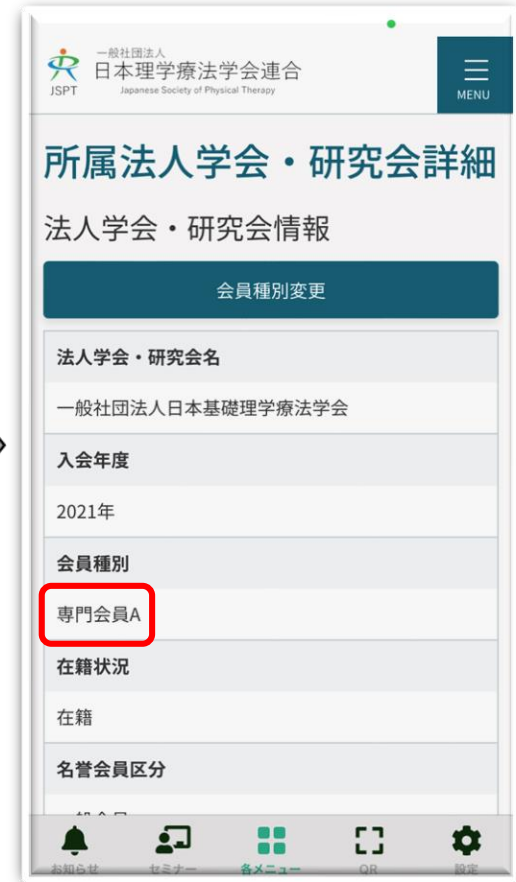 一般社団法人
日本理学療法学会連合
JSPT
Japanese Society of Physical Therapy
MENU
所属法人学会・研究会詳細
法人学会・研究会情報
会員種別変更
法人学会・研究会名
一般社団法人日本基礎理学療法学会
入会年度
2021年
会員種別
専門会員A
在籍状況
在籍
名誉会員区分
お知らせ
セミナー
各メニュー
QR
設定